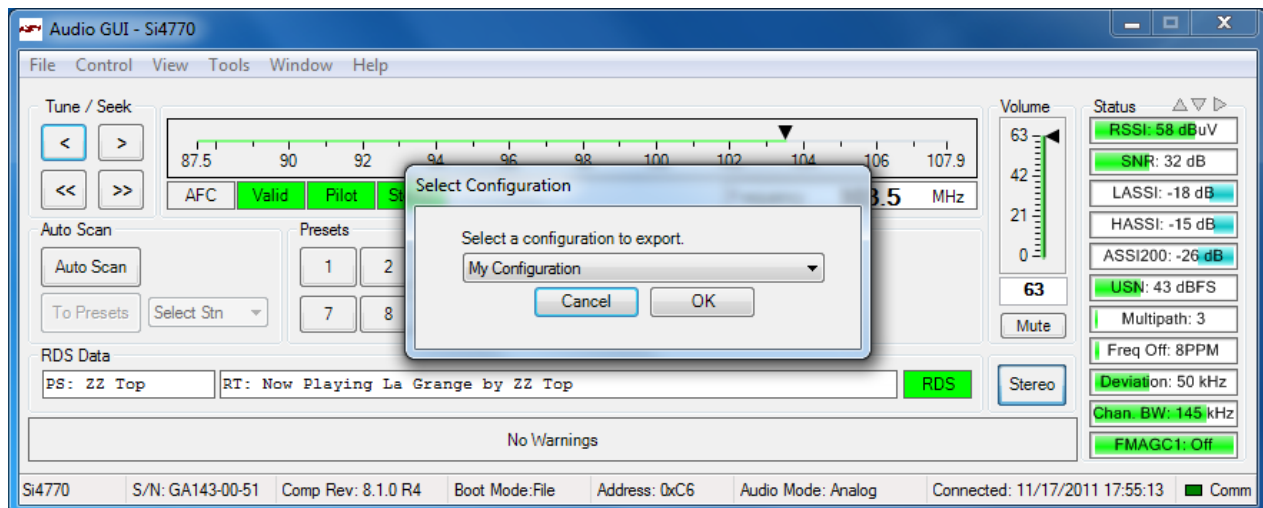 Audio GUI - Si4770
File Control View Tools Window Help
Tune / Seek
< >
<< >>
87.5 90 92 94 96 98 100 102 104 106 107.9
AFC Valid Pilot MHz
Select Configuration
Select a configuration to export.
My Configuration
Cancel OK
Auto Scan
Auto Scan
To Presets Select Stn
Presets
1 2
7 8
RDS Data
PS: ZZ Top RT: Now Playing La Grange by ZZ Top RDS
No Warnings
Volume
63
42
21
0
63
Mute
Stereo
Status
RSSI: 58 dBuV
SNR: 32 dB
LASSI: -18 dB
HASSI: -15 dB
ASSI200: -26 dB
USN: 43 dBFS
Multipath: 3
Freq Off: 8PPM
Deviation: 50 kHz
Chan. BW: 145 kHz
FMAGC1: Off
Si4770 S/N: GA143-00-51 Comp Rev: 8.1.0 R4 Boot Mode:File Address: 0xC6 Audio Mode: Analog Connected: 11/17/2011 17:55:13 Comm